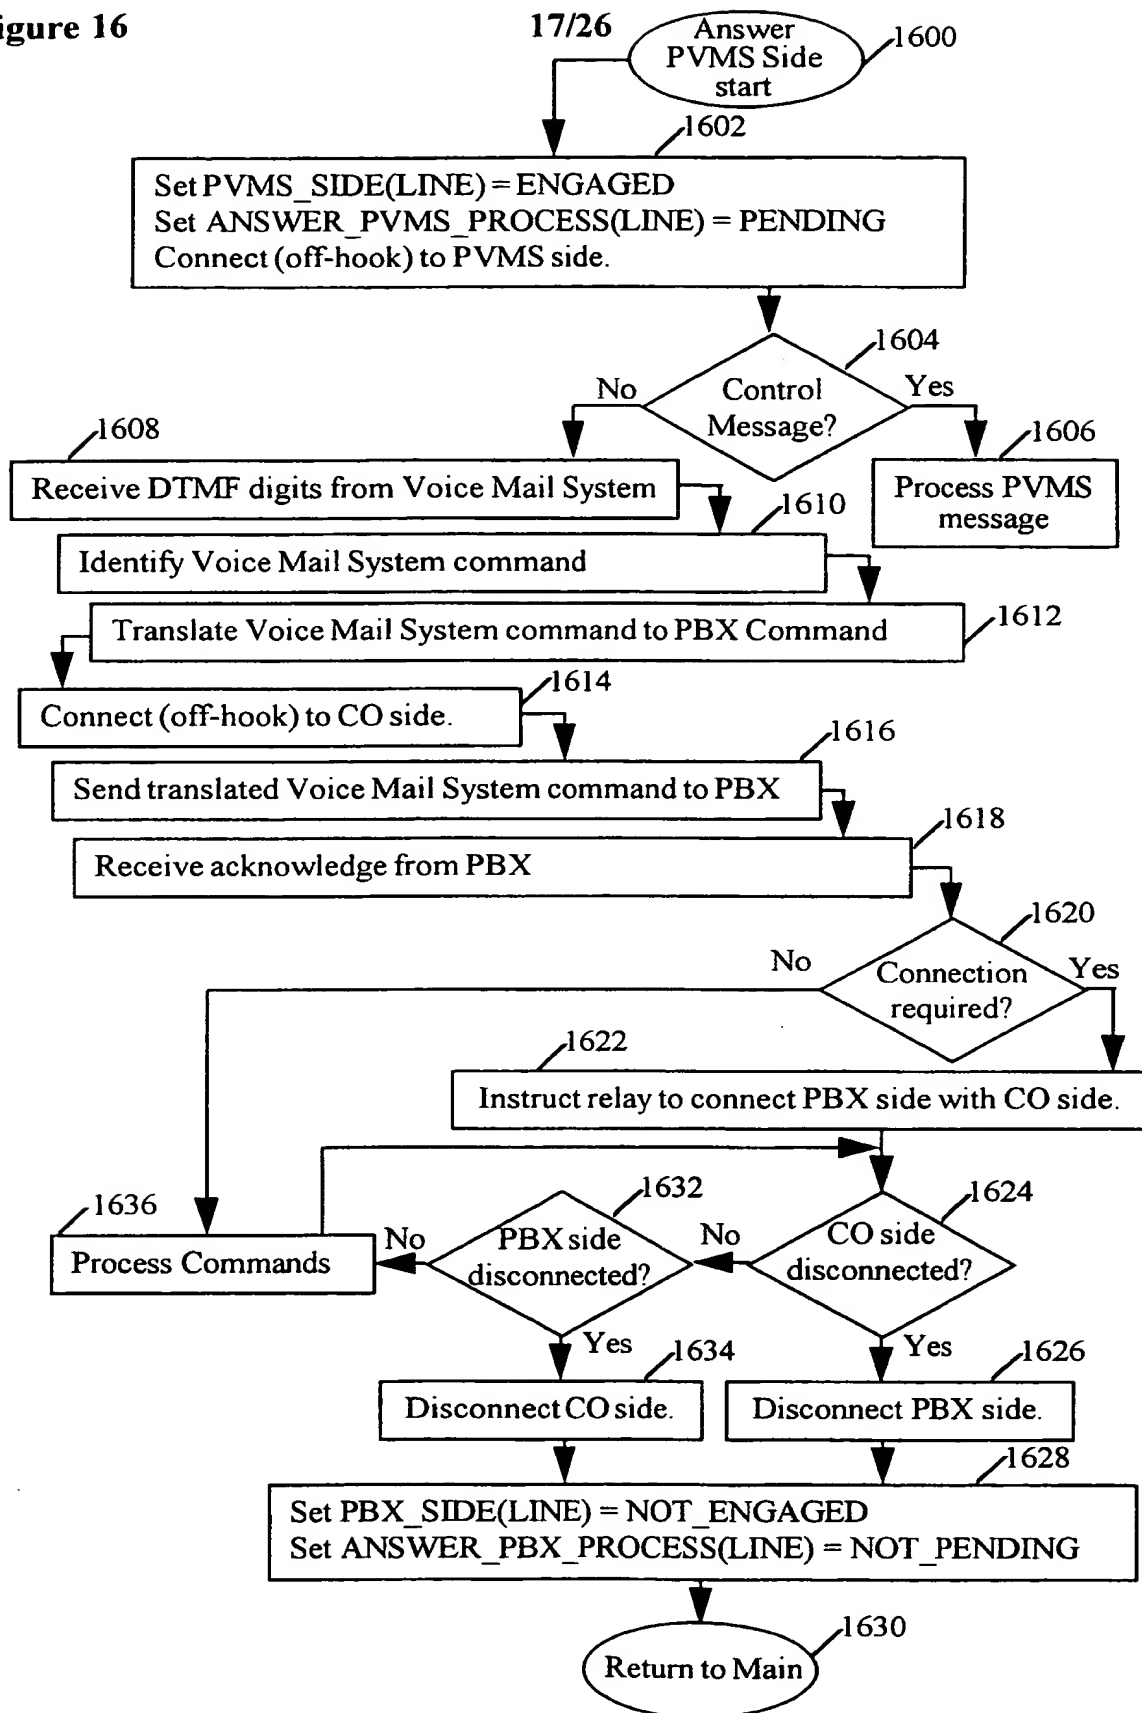 igure 16
17/26
Answer
PVMS Side
start
1600
1602
Set PVMS_SIDE(LINE) = ENGAGED
Set ANSWER_PVMS_PROCESS(LINE) = PENDING
Connect (off-hook) to PVMS side.
1604
No
Control
Message?
Yes
1608
1606
Receive DTMF digits from Voice Mail System
Process PVMS
message
1610
Identify Voice Mail System command
1612
Translate Voice Mail System command to PBX Command
1614
Connect (off-hook) to CO side.
1616
Send translated Voice Mail System command to PBX
1618
Receive acknowledge from PBX
1620
No
Connection
required?
Yes
1622
Instruct relay to connect PBX side with CO side.
1636
1632
1624
Process Commands
No
PBX side
disconnected?
No
CO side
disconnected?
Yes
1634
Yes
1626
Disconnect CO side.
Disconnect PBX side.
1628
Set PBX_SIDE(LINE) = NOT_ENGAGED
Set ANSWER_PBX_PROCESS(LINE) = NOT_PENDING
1630
Return to Main